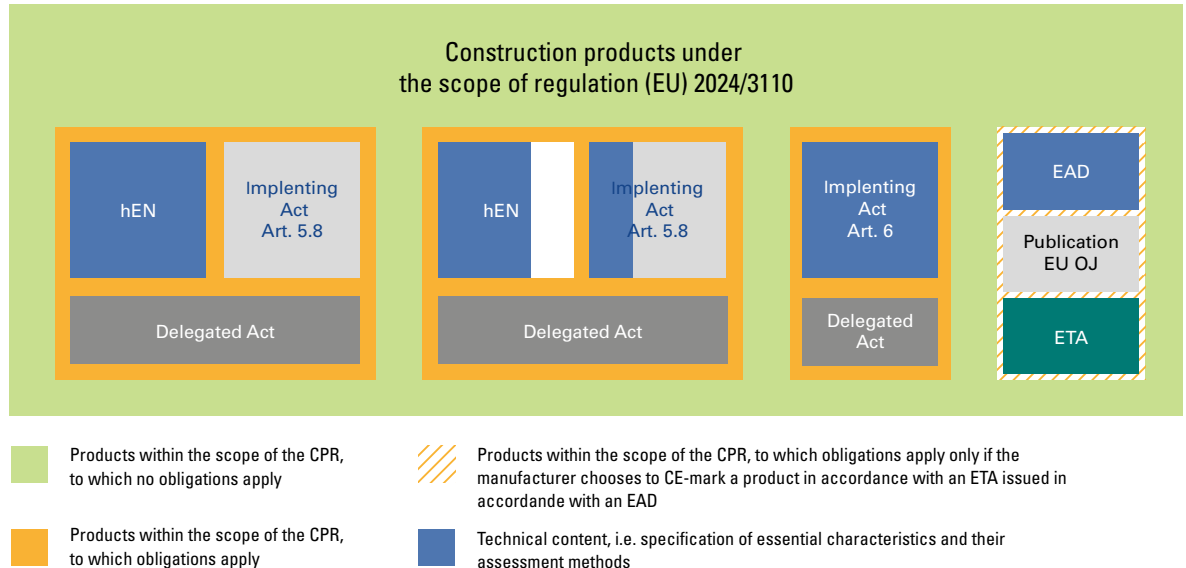 Construction products under
the scope of regulation (EU) 2024/3110
hEN
Implenting
Act
Art. 5.8
Delegated Act
hEN
Implenting
Act
Art. 5.8
Delegated Act
Implenting
Act
Art. 6
Delegated
Act
EAD
Publication
EU OJ
ETA
Products within the scope of the CPR,
to which no obligations apply
Products within the scope of the CPR,
to which obligations apply
Products within the scope of the CPR, to which obligations apply only if the
manufacturer chooses to CE-mark a product in accordance with an ETA issued in
accordande with an EAD
Technical content, i.e. specification of essential characteristics and their
assessment methods